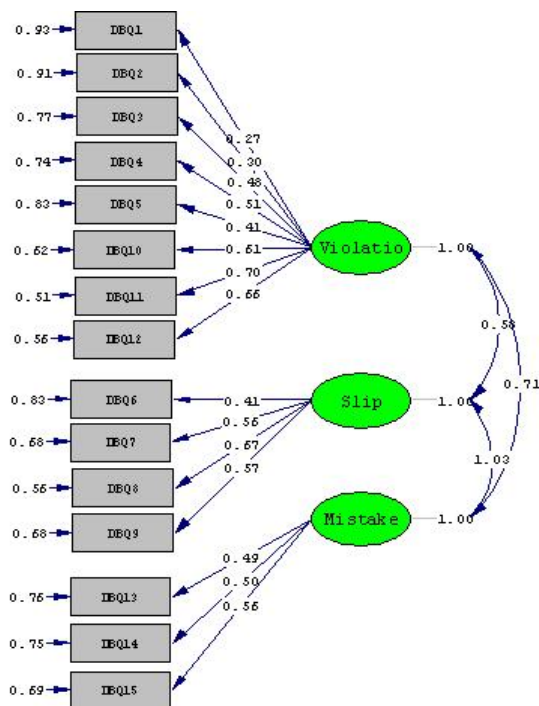 0.93 DBQ1
0.91 DBQ2
0.77 DBQ3
0.27
0.74 DBQ4
0.30
0.48
0.83 DBQ5
0.51
0.41
0.62 DBQ10 0.61 Violatio 1.00
0.70
0.51 DBQ11
0.66
0.56 DBQ12
0.58
0.71
0.83 DBQ6 0.41 Slip 1.00
0.56
0.68 DBQ7
0.67
0.57
0.56 DBQ8
1.03
0.68 DBQ9
Mistake 1.00
0.49
0.50
0.76 DBQ13
0.56
0.75 DBQ14
0.69 DBQ15